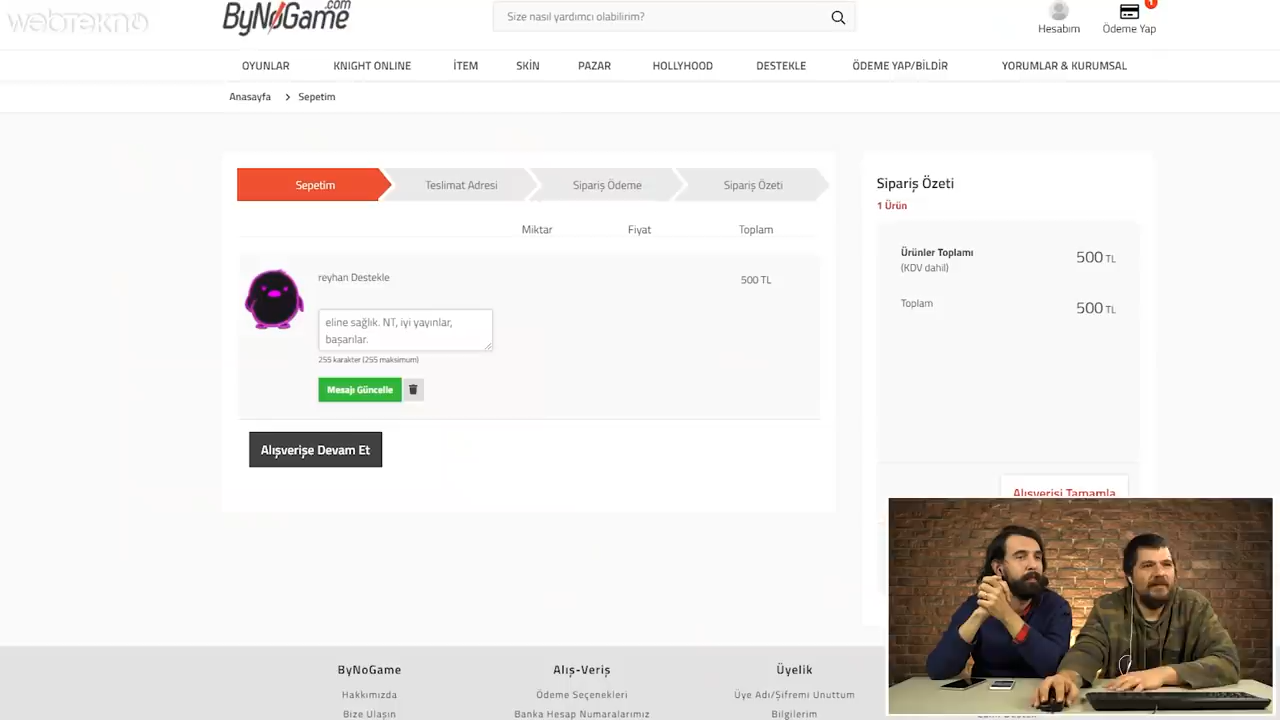 webtekno
ByNoGame
.com
Size nasıl yardımcı olabilirim?
1
Hesabım
Ödeme Yap
OYUNLAR
KNIGHT ONLINE
İTEM
SKİN
PAZAR
HOLLYHOOD
DESTEKLE
ÖDEME YAP/BİLDİR
YORUMLAR & KURUMSAL
Anasayfa > Sepetim
Sepetim
Teslimat Adresi
Sipariş Ödeme
Sipariş Özeti
Miktar
Fiyat
Toplam
reyhan Destekle
500 TL
eline sağlık. NT, iyi yayınlar,
başarılar.
255 karakter (255 maksimum)
Mesajı Güncelle
Alışverişe Devam Et
Sipariş Özeti
1 Ürün
Ürünler Toplamı
500 TL
(KDV dahil)
Toplam
500 TL
Alışverişi Tamamla
ByNoGame
Hakkımızda
Bize Ulaşın
Alış-Veriş
Ödeme Seçenekleri
Banka Hesap Numaralarımız
Üyelik
Üye Adı/Şifremi Unuttum
Bilgilerim